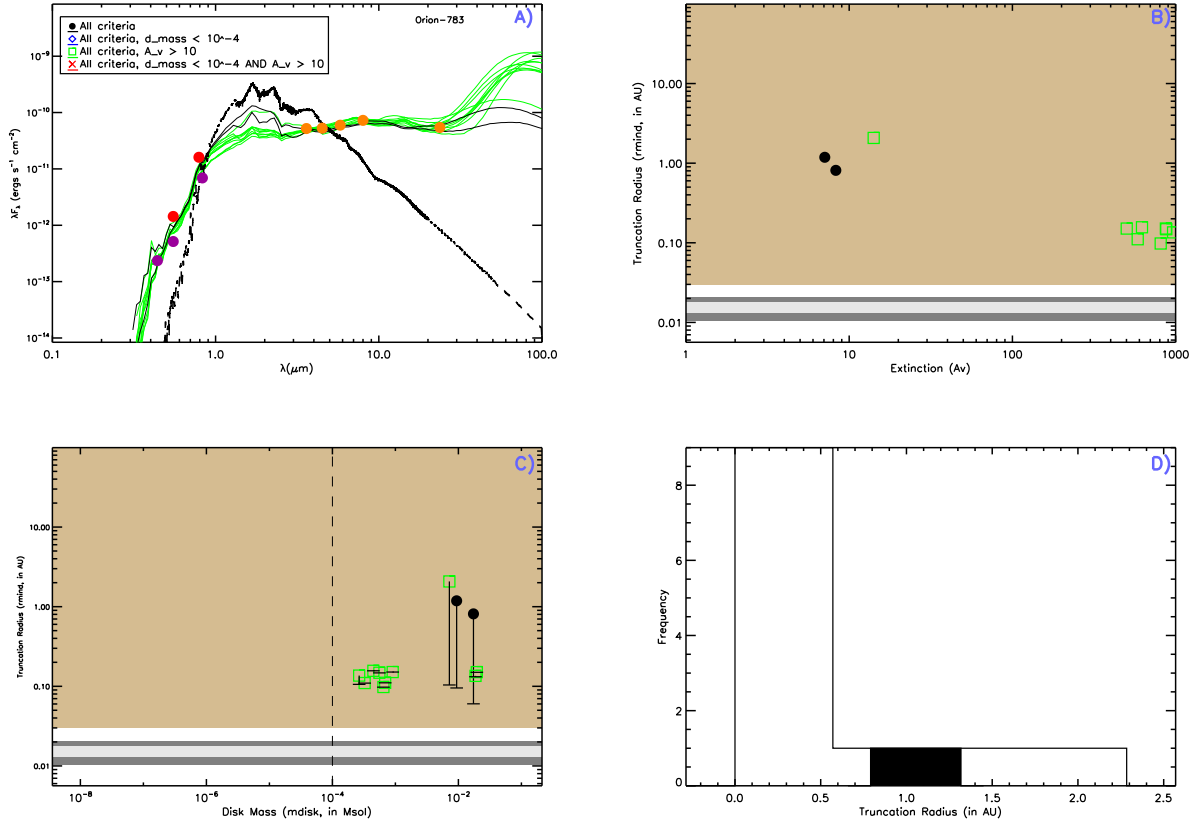 All criteria
All criteria, d_mass < 10^-4
All criteria, A_v > 10
All criteria, d_mass < 10^-4 AND A_v > 10
Orion-783
A)
10⁻⁹
10⁻¹⁰
10⁻¹¹
10⁻¹²
10⁻¹³
10⁻¹⁴
λFλ (ergs s⁻¹ cm⁻²)
0.1 1.0 10.0 100.0
λ(μm)
B)
10.00
1.00
0.10
0.01
Truncation Radius (rmind, in AU)
1 10 100 1000
Extinction (Av)
C)
10.00
1.00
0.10
0.01
Truncation Radius (rmind, in AU)
10⁻⁸ 10⁻⁶ 10⁻⁴ 10⁻²
Disk Mass (mdisk, in Msol)
D)
8
6
4
2
0
Frequency
0.0 0.5 1.0 1.5 2.0 2.5
Truncation Radius (in AU)